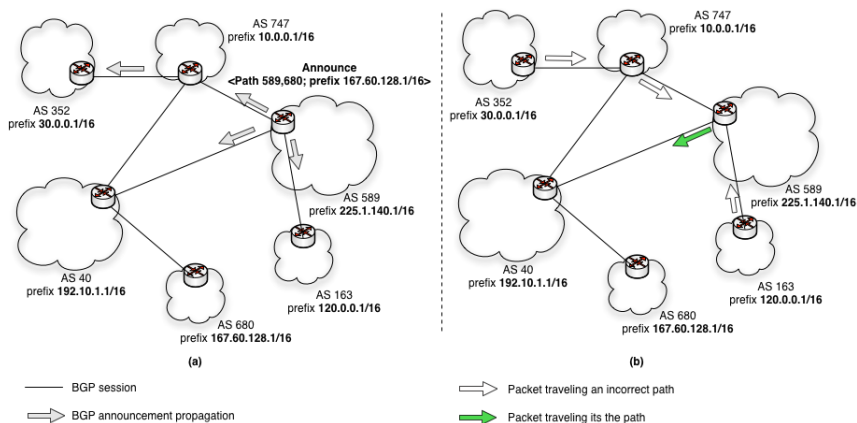 AS 747
prefix 10.0.0.1/16
Announce
<Path 589,680; prefix 167.60.128.1/16>
AS 352
prefix 30.0.0.1/16
AS 589
prefix 225.1.140.1/16
AS 40
prefix 192.10.1.1/16
AS 163
prefix 120.0.0.1/16
AS 680
prefix 167.60.128.1/16
(a)
BGP session
BGP announcement propagation
AS 747
prefix 10.0.0.1/16
AS 352
prefix 30.0.0.1/16
AS 589
prefix 225.1.140.1/16
AS 40
prefix 192.10.1.1/16
AS 163
prefix 120.0.0.1/16
AS 680
prefix 167.60.128.1/16
(b)
Packet traveling an incorrect path
Packet traveling its the path